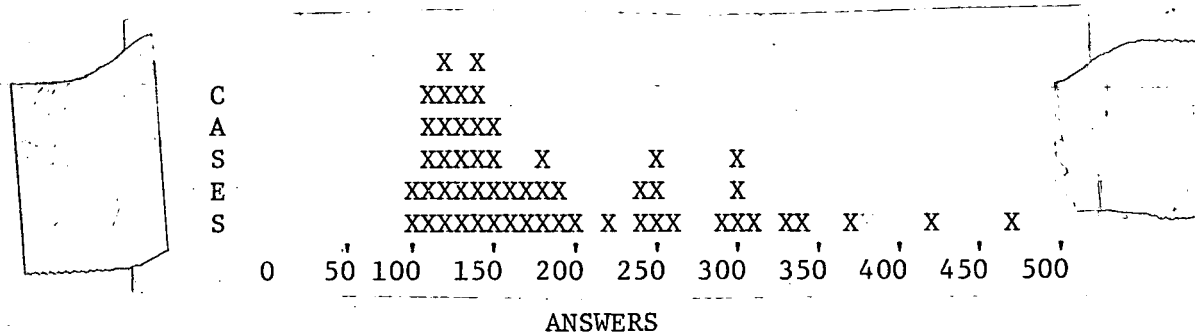 X X
C XXXX
A XXXXX
S XXXXX X X X
E XXXXXXXXXX XX X
S XXXXXXXXXXX X XXX XXX XX X X X
0 50 100 150 200 250 300 350 400 450 500
ANSWERS